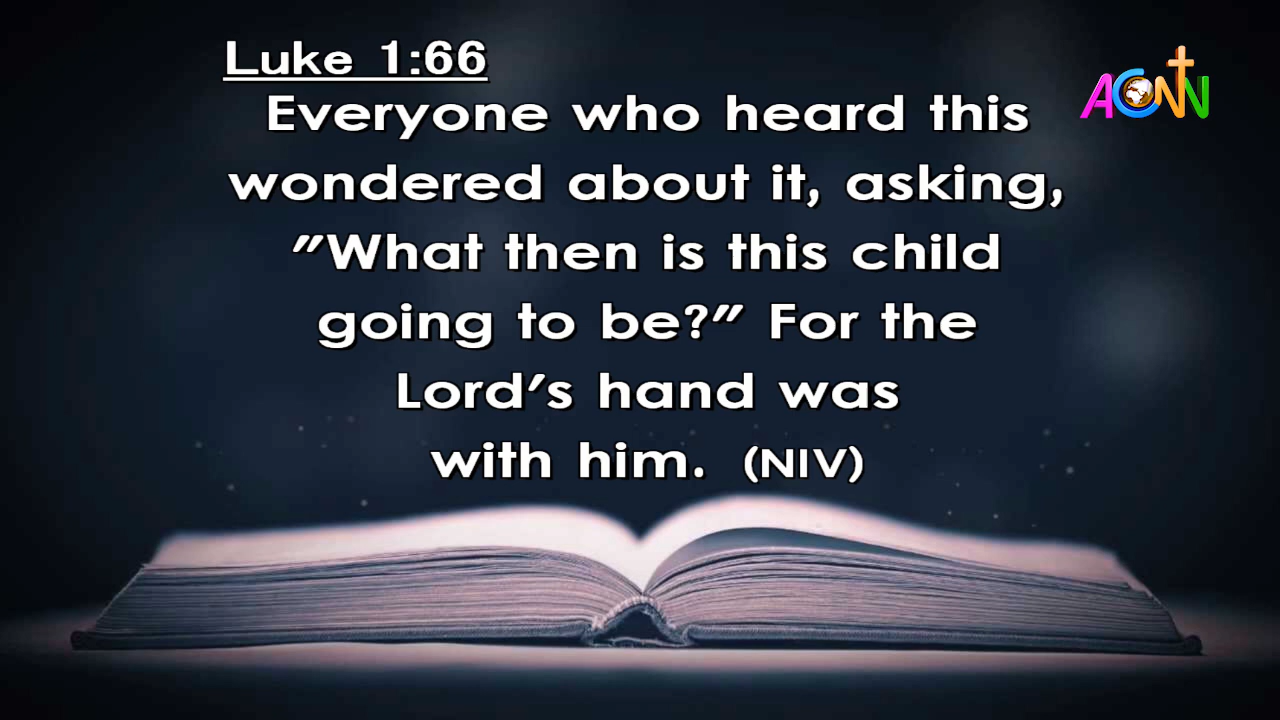 Luke 1:66
Everyone who heard this
wondered about it, asking,
"What then is this child
going to be?" For the
Lord's hand was
with him. (NIV)
ACNN